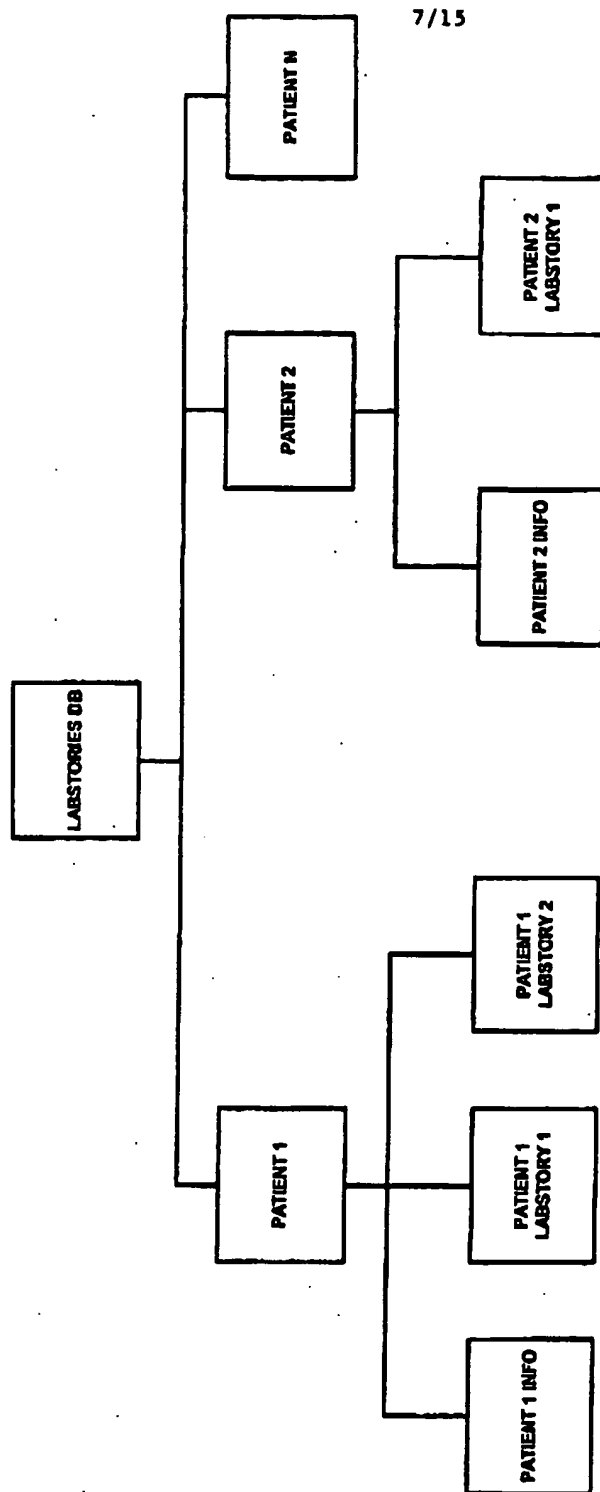 7/15
LABSTORIES DB
PATIENT 1
PATIENT 2
PATIENT N
PATIENT 1 INFO
PATIENT 1
LABSTORY 1
PATIENT 1
LABSTORY 2
PATIENT 2 INFO
PATIENT 2
LABSTORY 1